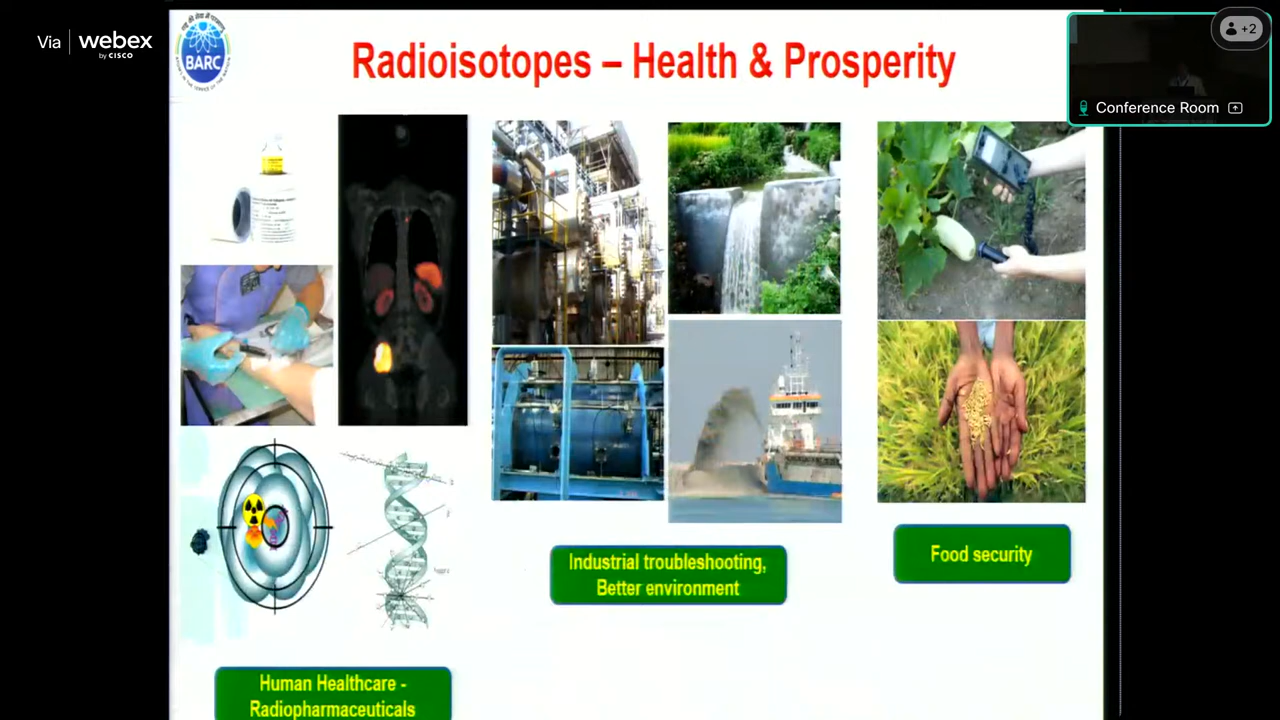 Via
webex
by CISCO
BARC
Radioisotopes – Health & Prosperity
+2
Conference Room
Industrial troubleshooting,
Better environment
Food security
Human Healthcare -
Radiopharmaceuticals